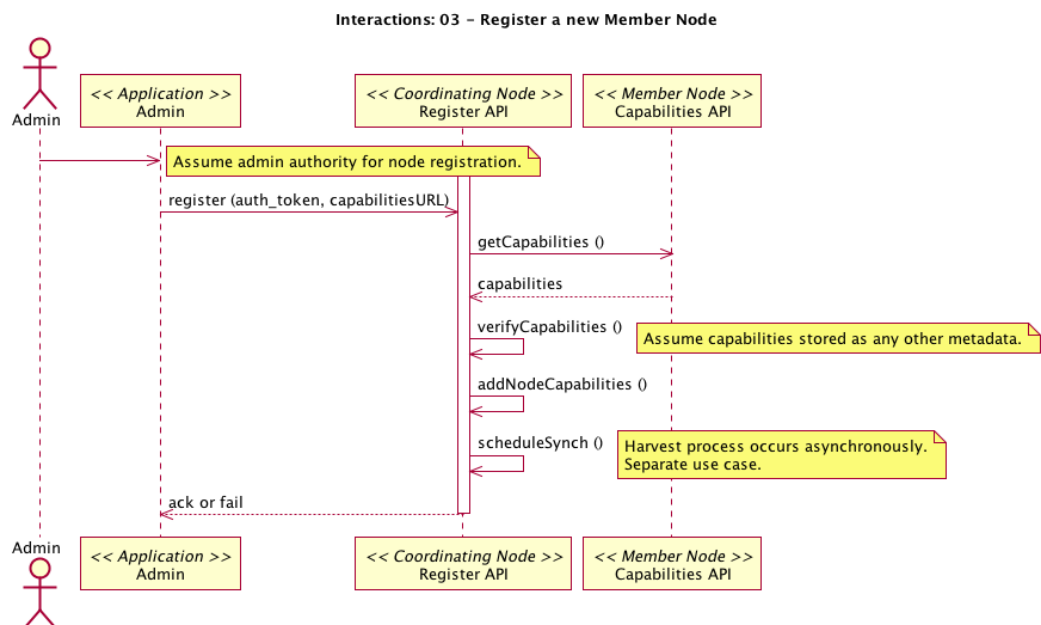 Interactions: 03 - Register a new Member Node
Admin
<< Application >>
Admin
<< Coordinating Node >>
Register API
<< Member Node >>
Capabilities API
Assume admin authority for node registration.
register (auth_token, capabilitiesURL)
getCapabilities ()
capabilities
verifyCapabilities ()
Assume capabilities stored as any other metadata.
addNodeCapabilities ()
scheduleSynch ()
Harvest process occurs asynchronously.
Separate use case.
ack or fail
Admin
<< Application >>
Admin
<< Coordinating Node >>
Register API
<< Member Node >>
Capabilities API